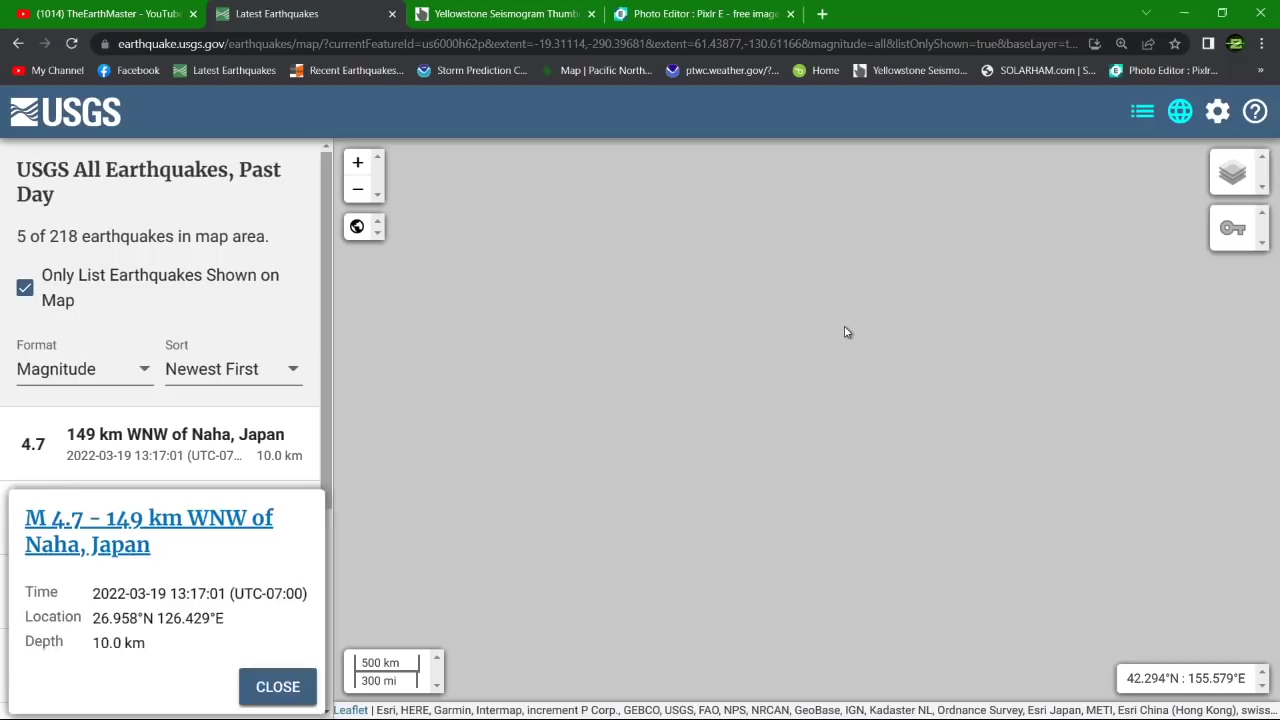 (1014) TheEarthMaster - YouTube
Latest Earthquakes
Yellowstone Seismogram Thumb
Photo Editor : Pixlr E - free image
earthquake.usgs.gov/earthquakes/map/?currentFeatureId=us6000h62p&extent=-19.31114,-290.39681&extent=61.43877,-130.61166&magnitude=all&listOnlyShown=true&baseLayer=t...
My Channel
Facebook
Latest Earthquakes
Recent Earthquakes...
Storm Prediction C...
Map | Pacific North...
ptwc.weather.gov/?...
Home
Yellowstone Seismo...
SOLARHAM.com | S...
Photo Editor : Pixlr...
»
USGS
USGS All Earthquakes, Past
Day
5 of 218 earthquakes in map area.
Only List Earthquakes Shown on
Map
Format
Sort
Magnitude
Newest First
4.7
149 km WNW of Naha, Japan
2022-03-19 13:17:01 (UTC-07...
10.0 km
M 4.7 - 149 km WNW of
Naha, Japan
Time 2022-03-19 13:17:01 (UTC-07:00)
Location 26.958°N 126.429°E
Depth 10.0 km
CLOSE
+
−
500 km
300 mi
42.294°N : 155.579°E
Leaflet | Esri, HERE, Garmin, Intermap, increment P Corp., GEBCO, USGS, FAO, NPS, NRCAN, GeoBase, IGN, Kadaster NL, Ordnance Survey, Esri Japan, METI, Esri China (Hong Kong), swiss...